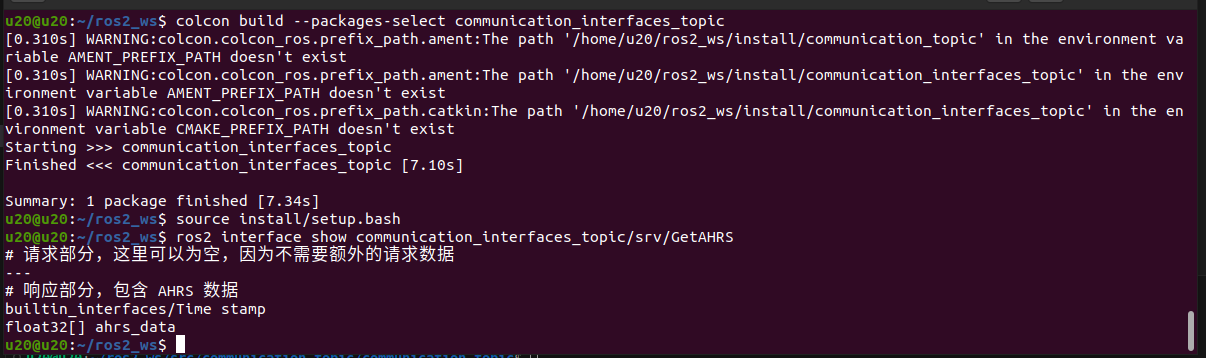 u20@u20:~/ros2_ws$ colcon build --packages-select communication_interfaces_topic
[0.310s] WARNING:colcon.colcon_ros.prefix_path.ament:The path '/home/u20/ros2_ws/install/communication_topic' in the environment va
riable AMENT_PREFIX_PATH doesn't exist
[0.310s] WARNING:colcon.colcon_ros.prefix_path.ament:The path '/home/u20/ros2_ws/install/communication_interfaces_topic' in the env
ironment variable AMENT_PREFIX_PATH doesn't exist
[0.310s] WARNING:colcon.colcon_ros.prefix_path.catkin:The path '/home/u20/ros2_ws/install/communication_interfaces_topic' in the en
vironment variable CMAKE_PREFIX_PATH doesn't exist
Starting >>> communication_interfaces_topic
Finished <<< communication_interfaces_topic [7.10s]
Summary: 1 package finished [7.34s]
u20@u20:~/ros2_ws$ source install/setup.bash
u20@u20:~/ros2_ws$ ros2 interface show communication_interfaces_topic/srv/GetAHRS
# 请求部分，这里可以为空，因为不需要额外的请求数据
---
# 响应部分，包含 AHRS 数据
builtin_interfaces/Time stamp
float32[] ahrs_data
u20@u20:~/ros2_ws$